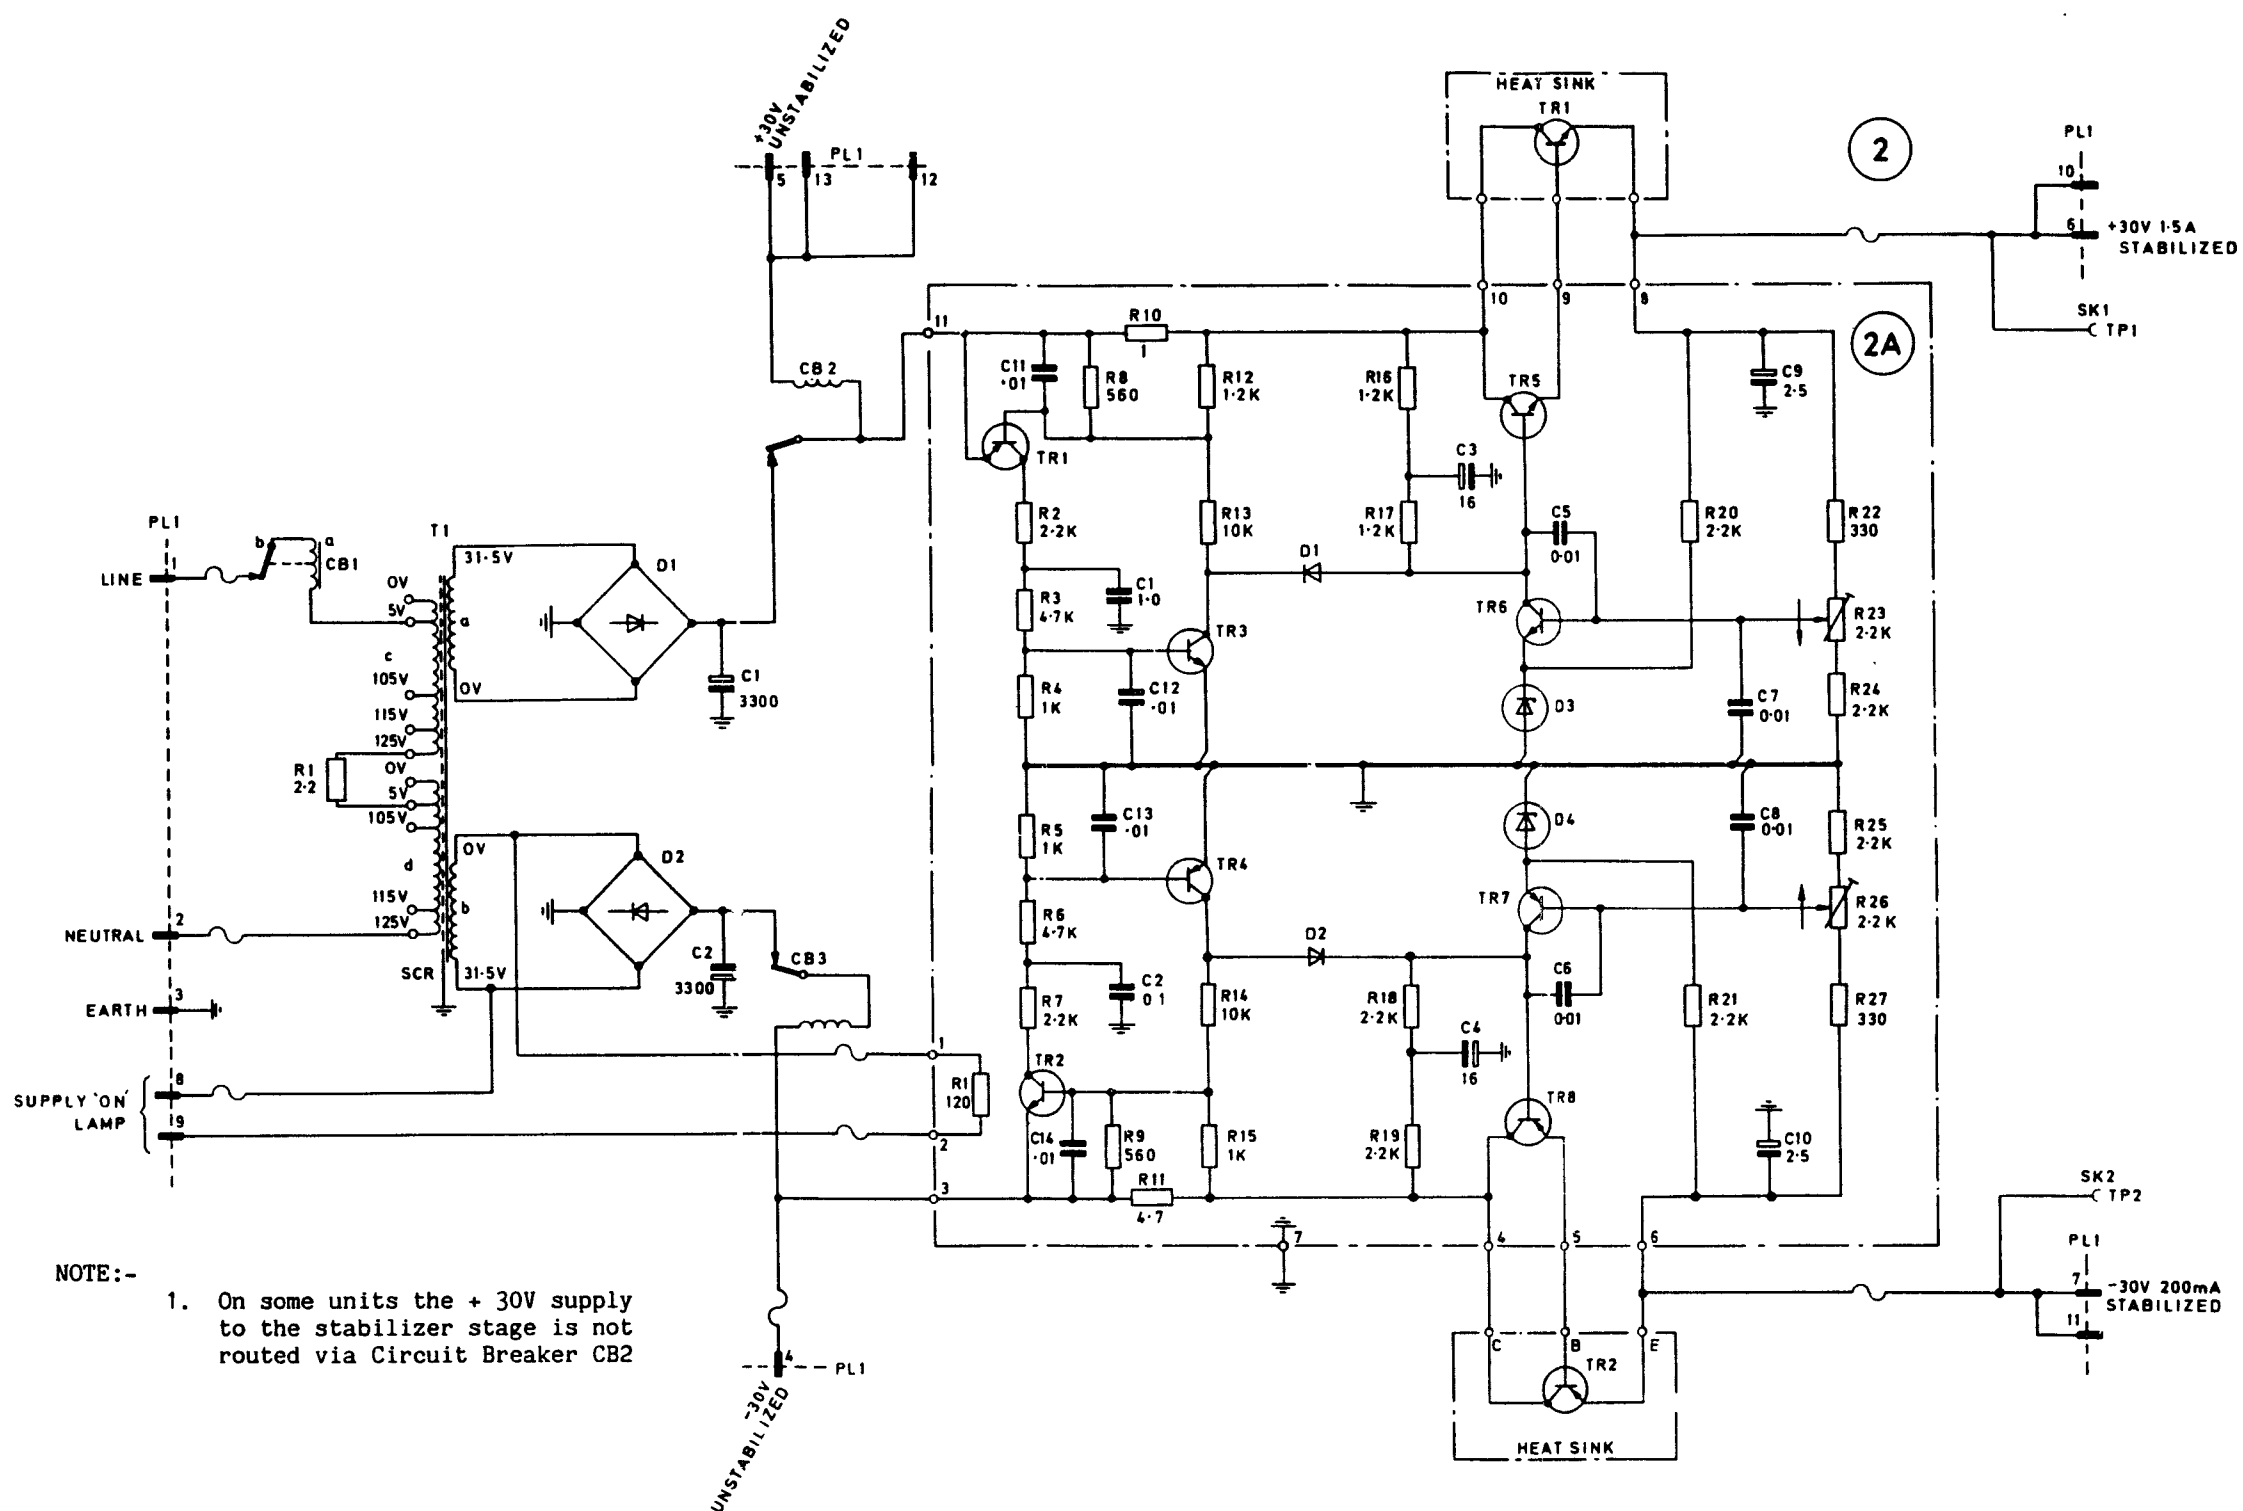 +30V
UNSTABILIZED
PL1
5
13
12
HEAT SINK
TR1
2
PL1
10
6
+30V 1·5A
STABILIZED
SK1
TP1
2A
10
9
8
11
R10
1
CB2
C11
·01
R8
560
R12
1·2K
R16
1·2K
TR5
C9
2·5
TR1
C3
16
R2
2·2K
R13
10K
R17
1·2K
C5
0·01
R20
2·2K
R22
330
PL1
1
LINE
b
a
CB1
T1
31·5V
D1
0V
5V
a
c
105V
0V
115V
125V
C1
3300
D1
C1
1·0
R3
4·7K
TR3
TR6
R23
2·2K
R4
1K
C12
·01
D3
C7
0·01
R24
2·2K
R1
2·2
0V
5V
105V
0V
D2
d
b
115V
125V
SCR
31·5V
C2
3300
CB3
2
NEUTRAL
3
EARTH
8
SUPPLY 'ON'
LAMP
9
C13
·01
R5
1K
D4
C8
0·01
R25
2·2K
TR4
TR7
R26
2·2K
R6
4·7K
D2
C6
0·01
C2
0 1
R7
2·2K
R14
10K
R18
2·2K
R21
2·2K
R27
330
C4
16
1
R1
120
2
TR2
TR8
C14
·01
R9
560
R15
1K
R19
2·2K
C10
2·5
3
R11
4·7
7
4
5
6
SK2
TP2
PL1
7
-30V 200mA
STABILIZED
11
C
B
E
TR2
HEAT SINK
4
PL1
-30V
UNSTABILIZED
NOTE:-
1. On some units the + 30V supply
to the stabilizer stage is not
routed via Circuit Breaker CB2